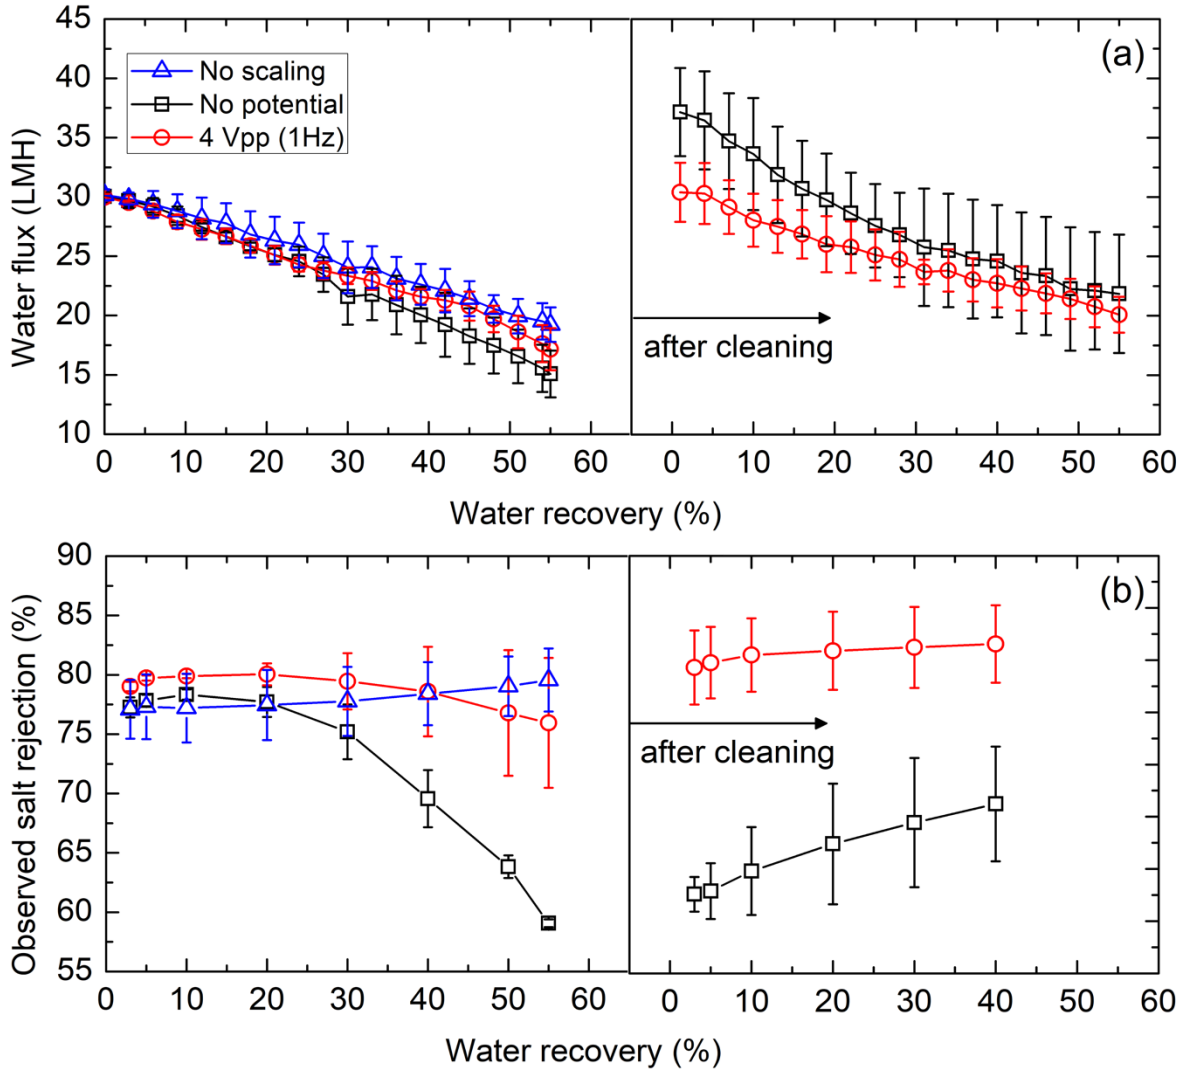 45
40
35
30
25
20
15
10
Water flux (LMH)
No scaling
No potential
4 Vpp (1Hz)
(a)
after cleaning
0 10 20 30 40 50 60
0 10 20 30 40 50 60
Water recovery (%)
90
85
80
75
70
65
60
55
Observed salt rejection (%)
(b)
after cleaning
0 10 20 30 40 50 60
0 10 20 30 40 50 60
Water recovery (%)